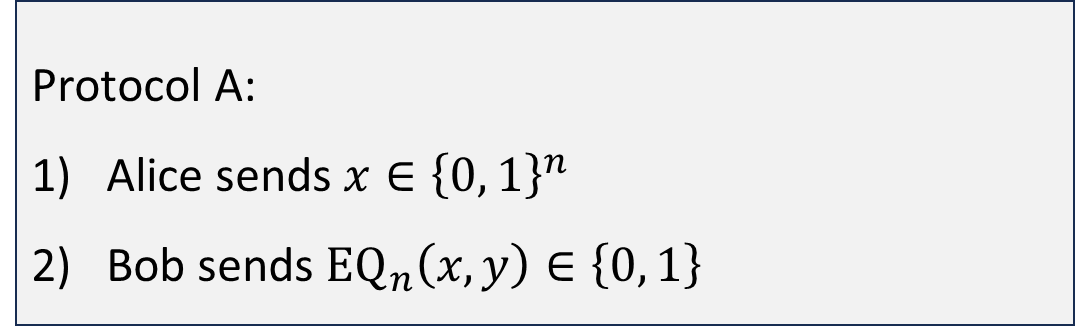 Protocol A:
1) Alice sends x ∈ {0, 1}ⁿ
2) Bob sends EQₙ(x, y) ∈ {0, 1}